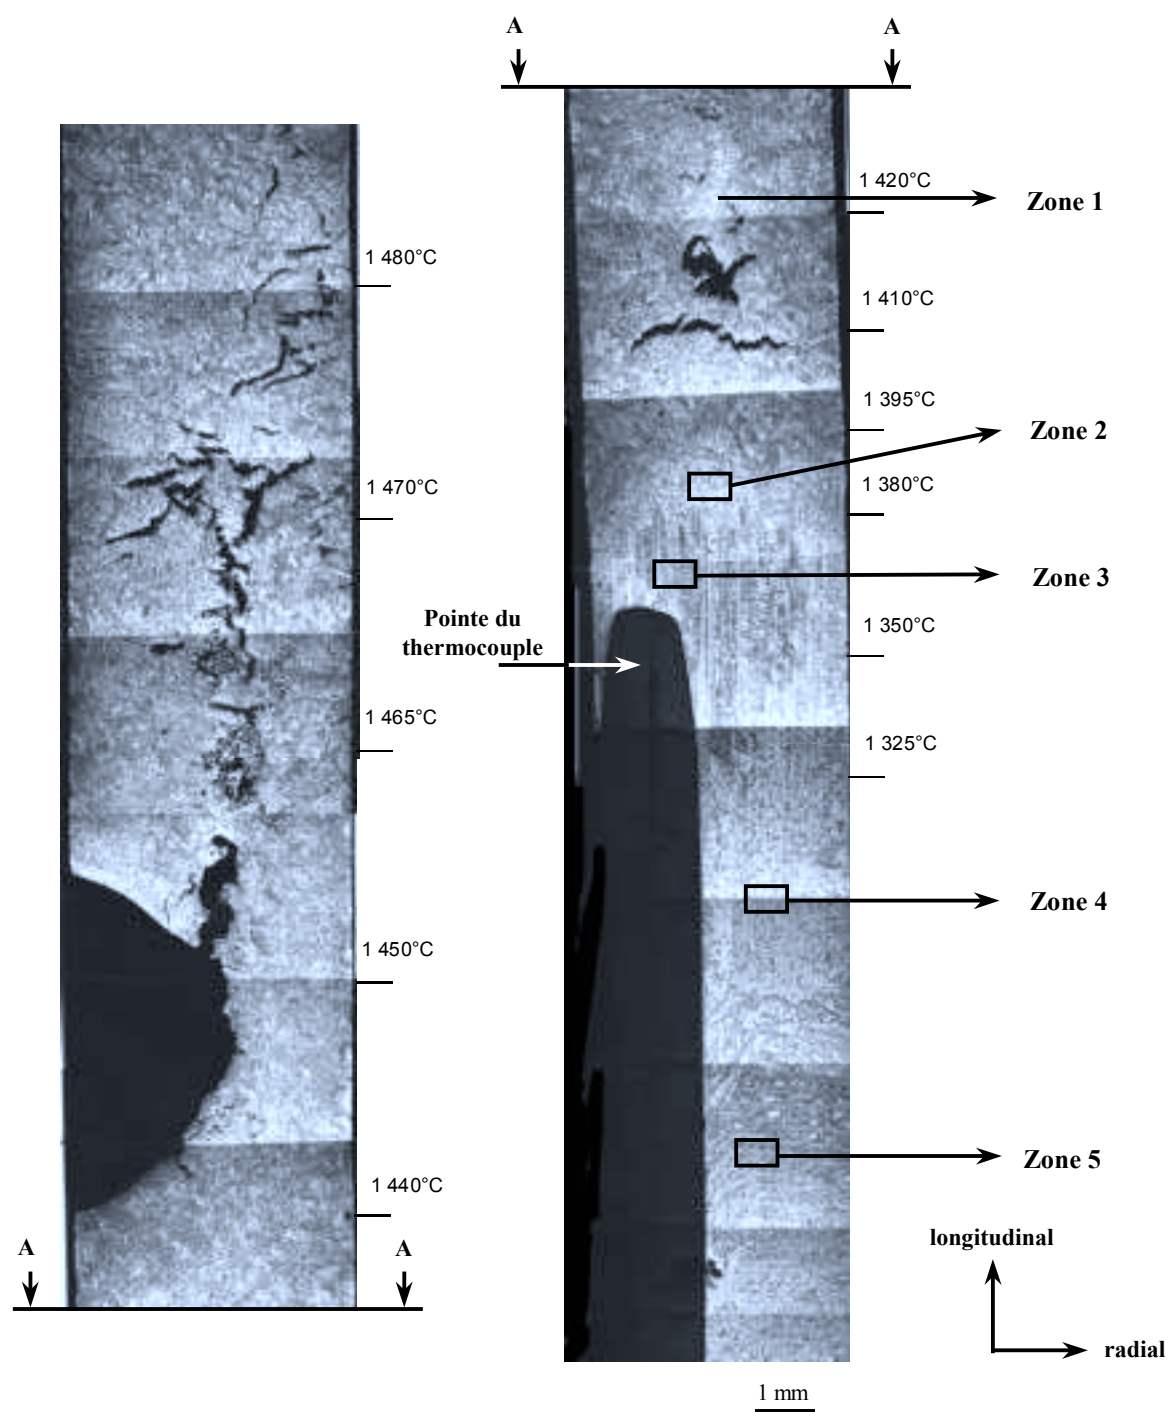 A
A
1 480°C
1 470°C
1 465°C
1 450°C
1 440°C
A
A
1 420°C
Zone 1
1 410°C
1 395°C
Zone 2
1 380°C
Zone 3
Pointe du
thermocouple
1 350°C
1 325°C
Zone 4
Zone 5
longitudinal
radial
1 mm